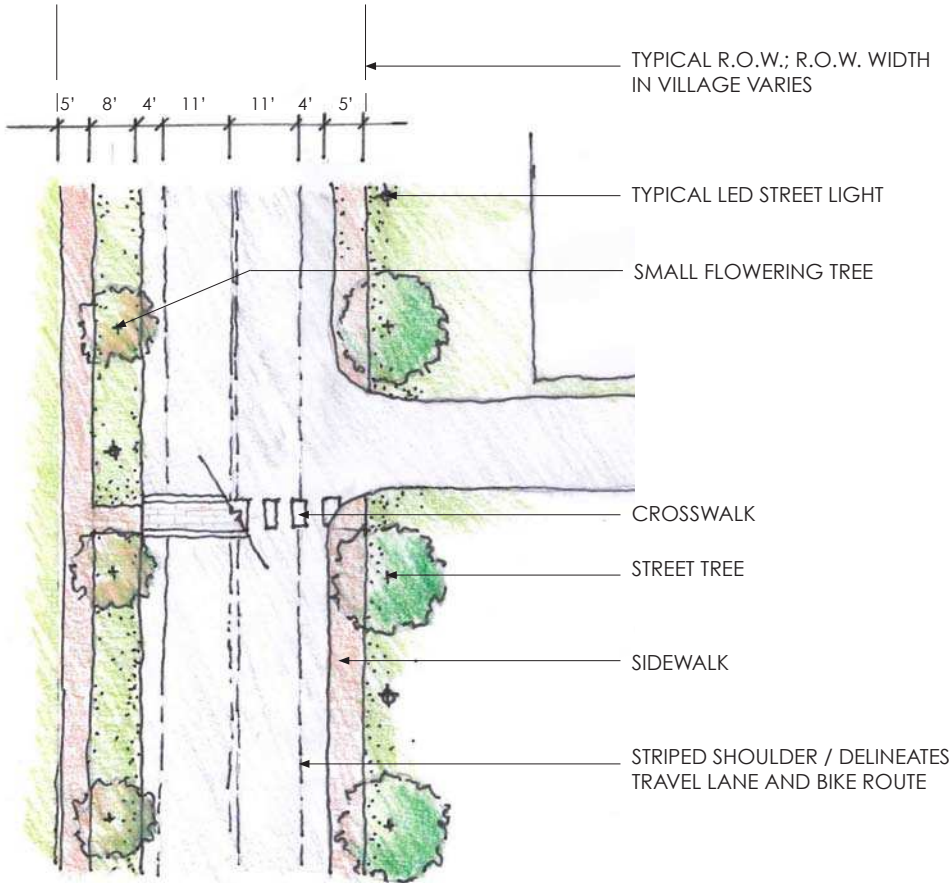 TYPICAL R.O.W.; R.O.W. WIDTH
IN VILLAGE VARIES
5' 8' 4' 11' 11' 4' 5'
TYPICAL LED STREET LIGHT
SMALL FLOWERING TREE
CROSSWALK
STREET TREE
SIDEWALK
STRIPED SHOULDER / DELINEATES
TRAVEL LANE AND BIKE ROUTE